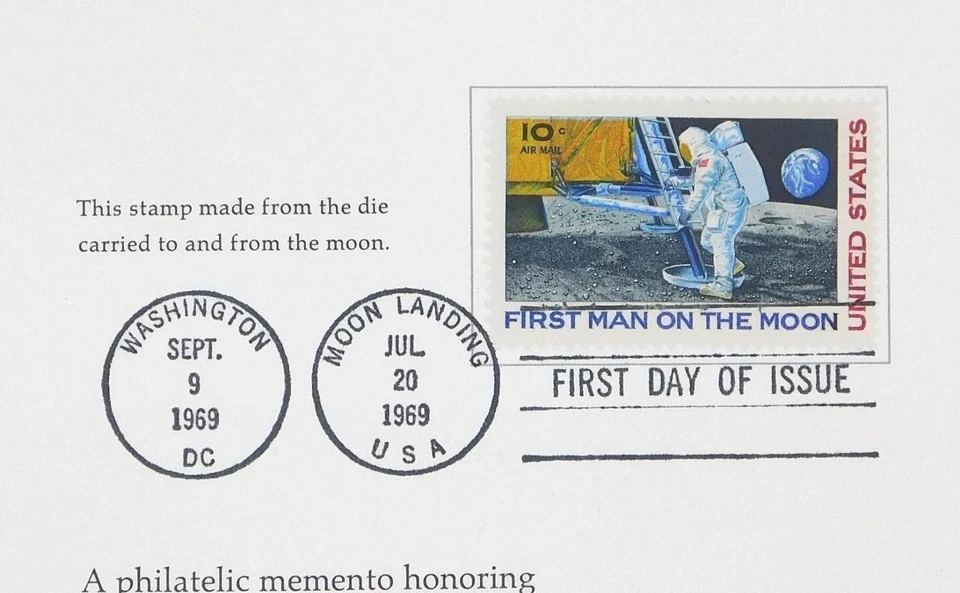 10c
AIR MAIL
UNITED STATES
FIRST MAN ON THE MOON
This stamp made from the die
carried to and from the moon.
WASHINGTON
SEPT.
9
1969
DC
MOON LANDING
JUL
20
1969
USA
FIRST DAY OF ISSUE
A philatelic memento honoring